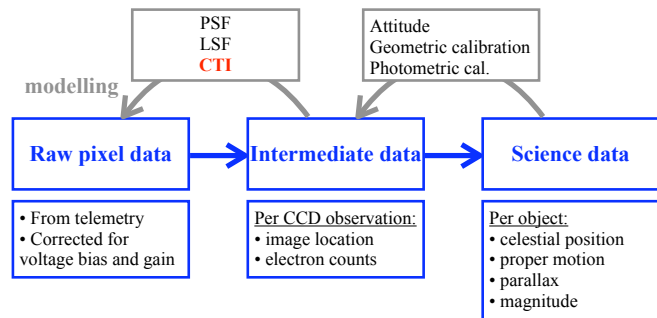 PSF
LSF
CTI
Attitude
Geometric calibration
Photometric cal.
modelling
Raw pixel data
Intermediate data
Science data
• From telemetry
• Corrected for
voltage bias and gain
Per CCD observation:
• image location
• electron counts
Per object:
• celestial position
• proper motion
• parallax
• magnitude